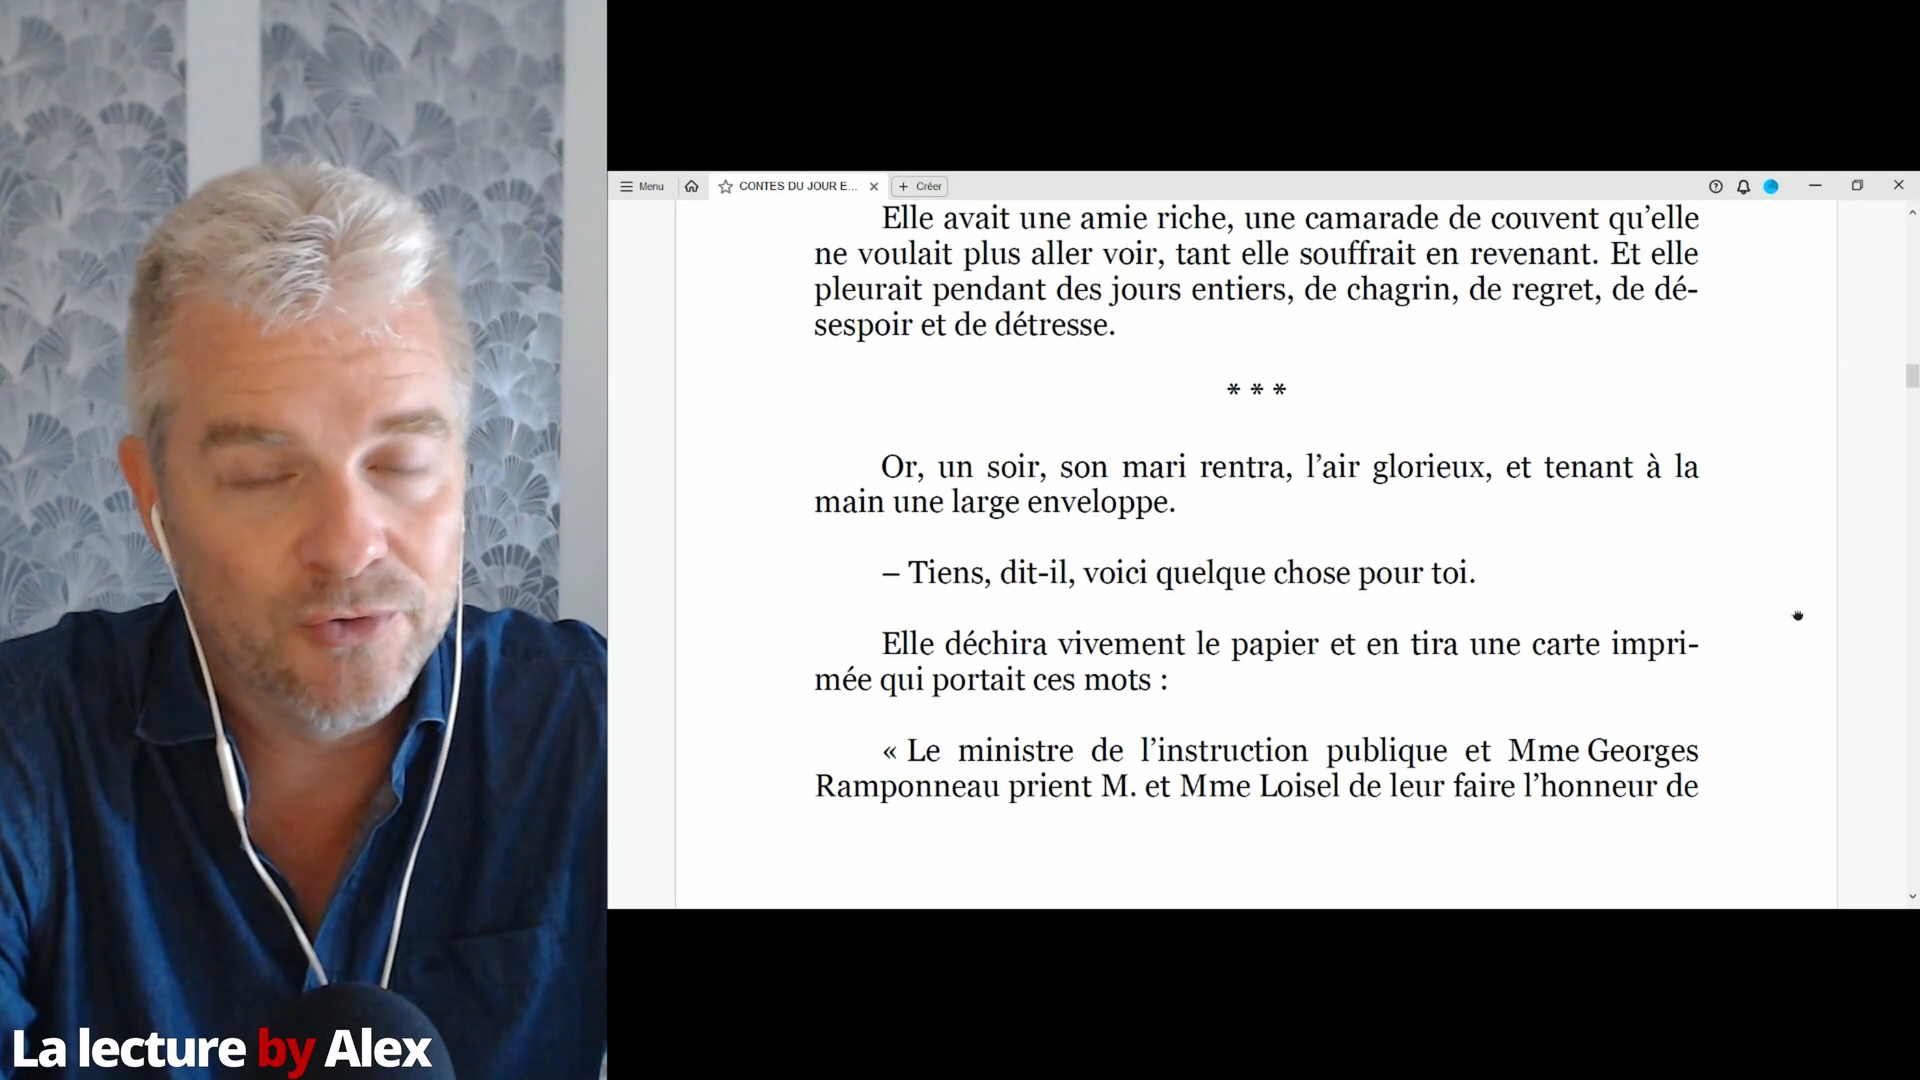 Menu
CONTES DU JOUR E...
Créer
Elle avait une amie riche, une camarade de couvent qu’elle
ne voulait plus aller voir, tant elle souffrait en revenant. Et elle
pleurait pendant des jours entiers, de chagrin, de regret, de dé-
sespoir et de détresse.
* * *
Or, un soir, son mari rentra, l’air glorieux, et tenant à la
main une large enveloppe.
– Tiens, dit-il, voici quelque chose pour toi.
Elle déchira vivement le papier et en tira une carte impri-
mée qui portait ces mots :
« Le ministre de l’instruction publique et Mme Georges
Ramponneau prient M. et Mme Loisel de leur faire l’honneur de
La lecture by Alex